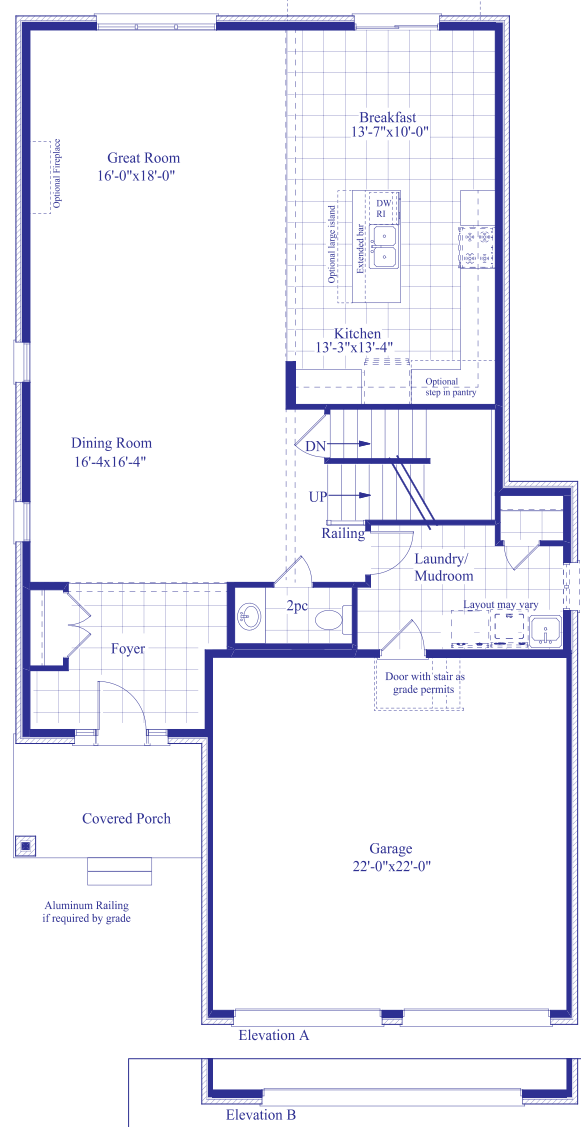 Breakfast
13'-7"x10'-0"
Great Room
16'-0"x18'-0"
Optional Fireplace
DW
RI
Optional large island
Extended bar
Kitchen
13'-3"x13'-4"
Optional
step in pantry
Dining Room
16'-4x16'-4"
DN
UP
Railing
Laundry/
Mudroom
Layout may vary
2pc
Foyer
Door with stair as
grade permits
Covered Porch
Garage
22'-0"x22'-0"
Aluminum Railing
if required by grade
Elevation A
Elevation B